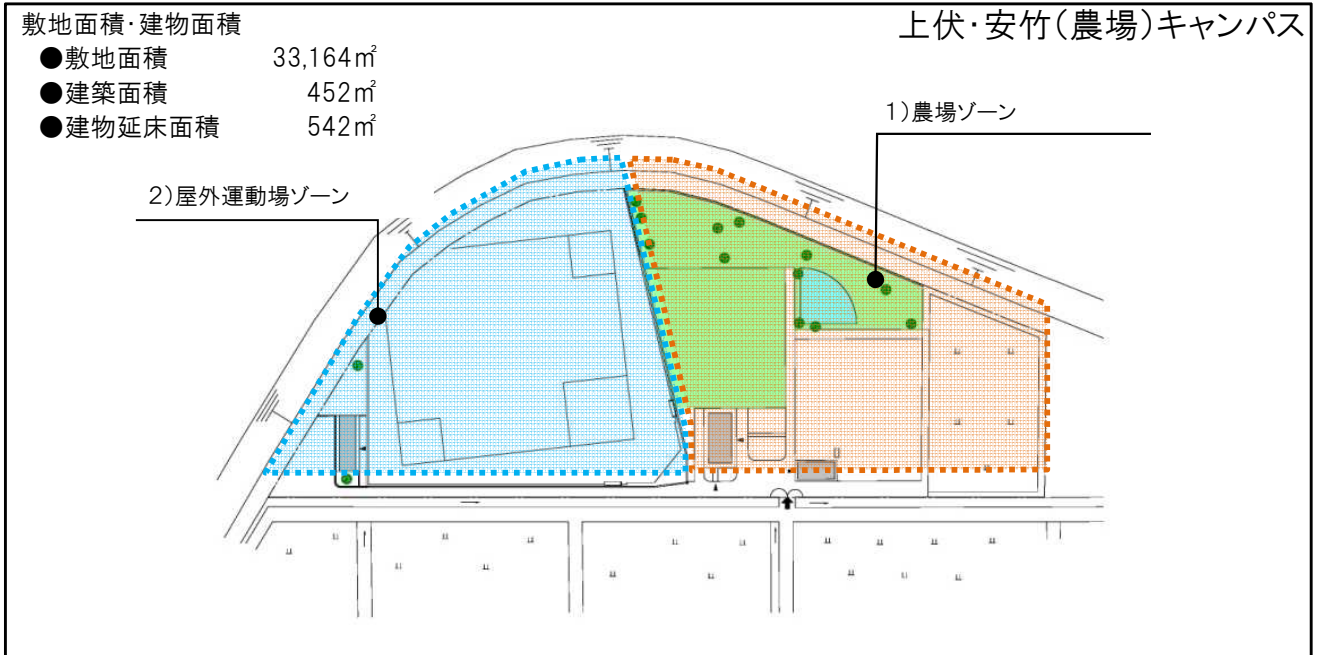 敷地面積・建物面積
上伏・安竹(農場)キャンパス
●敷地面積 33,164㎡
●建築面積 452㎡
●建物延床面積 542㎡
1)農場ゾーン
2)屋外運動場ゾーン